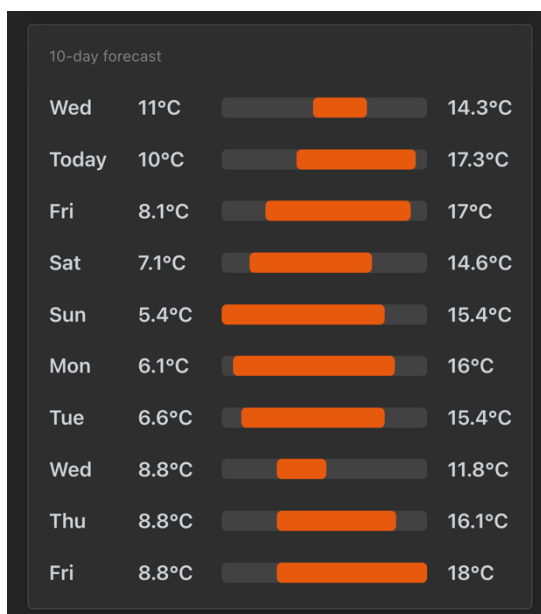 10-day forecast
Wed 11°C 14.3°C
Today 10°C 17.3°C
Fri 8.1°C 17°C
Sat 7.1°C 14.6°C
Sun 5.4°C 15.4°C
Mon 6.1°C 16°C
Tue 6.6°C 15.4°C
Wed 8.8°C 11.8°C
Thu 8.8°C 16.1°C
Fri 8.8°C 18°C